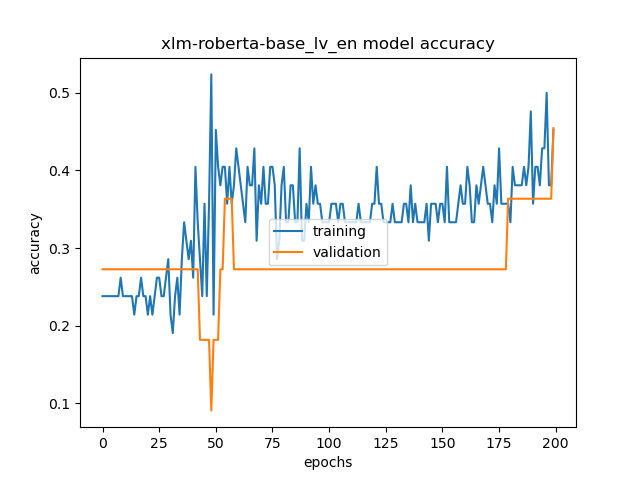 xlm-roberta-base_lv_en model accuracy
accuracy
0.5
0.4
0.3
0.2
0.1
training
validation
0 25 50 75 100 125 150 175 200
epochs